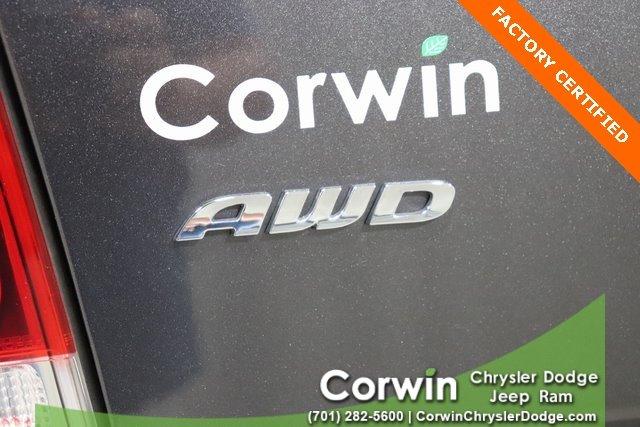 FACTORY CERTIFIED
Corwin
AWD
Corwin Chrysler Dodge
Jeep Ram
(701) 282-5600 | CorwinChryslerDodge.com